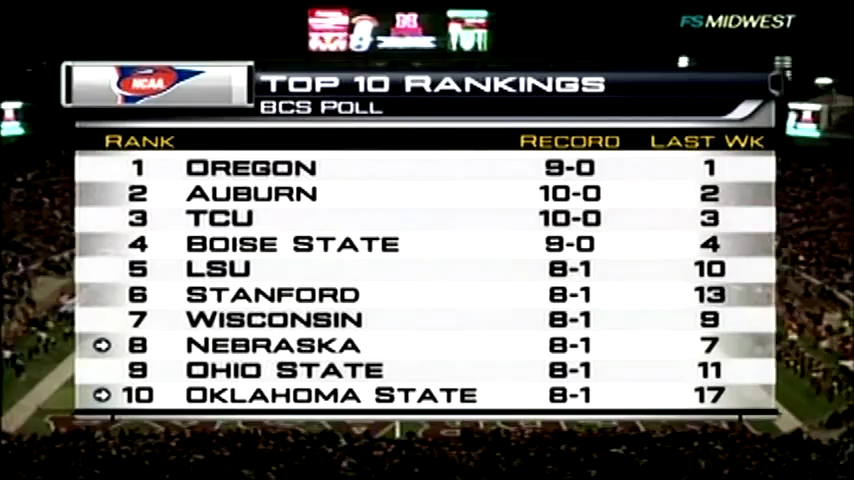 FSMIDWEST
NCAA
TOP 10 RANKINGS
BCS POLL
RANK RECORD LAST WK
1 OREGON 9-0 1
2 AUBURN 10-0 2
3 TCU 10-0 3
4 BOISE STATE 9-0 4
5 LSU 8-1 10
6 STANFORD 8-1 13
7 WISCONSIN 8-1 9
8 NEBRASKA 8-1 7
9 OHIO STATE 8-1 11
10 OKLAHOMA STATE 8-1 17